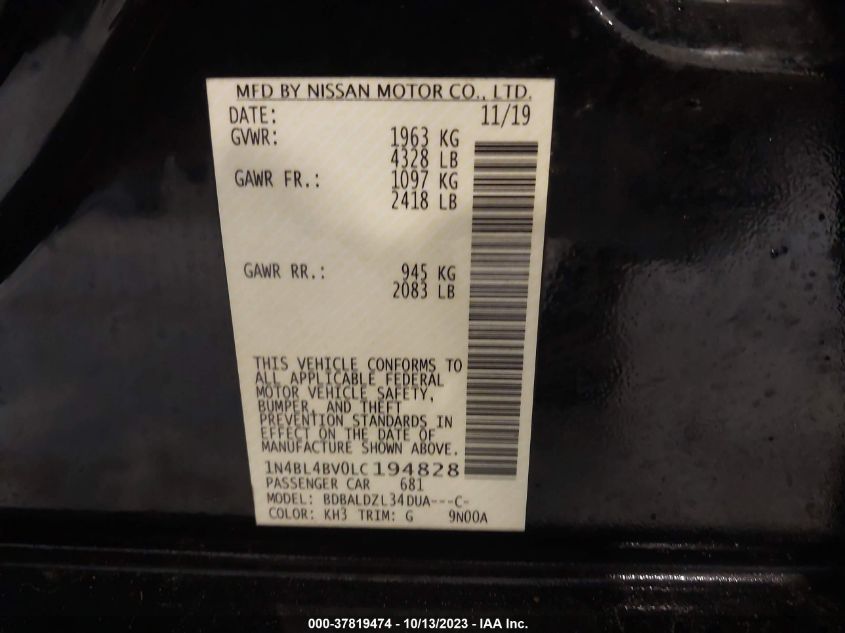 MFD BY NISSAN MOTOR CO., LTD.
DATE: 11/19
GVWR: 1963 KG
4328 LB
GAWR FR.: 1097 KG
2418 LB
GAWR RR.: 945 KG
2083 LB
THIS VEHICLE CONFORMS TO
ALL APPLICABLE FEDERAL
MOTOR VEHICLE SAFETY,
BUMPER, AND THEFT
PREVENTION STANDARDS IN
EFFECT ON THE DATE OF
MANUFACTURE SHOWN ABOVE.
1N4BL4BV0LC194828
PASSENGER CAR 681
MODEL: BDBALDZL34DUA---C-
COLOR: KH3 TRIM: G 9N00A
000-37819474 - 10/13/2023 - IAA Inc.